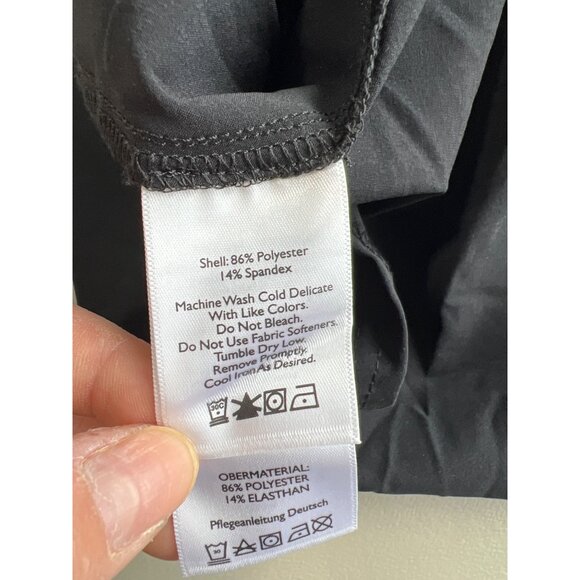 Shell: 86% Polyester
14% Spandex
Machine Wash Cold Delicate
With Like Colors.
Do Not Bleach.
Do Not Use Fabric Softeners.
Tumble Dry Low.
Remove Promptly.
Cool Iron As Desired.
30C
OBERMATERIAL:
86% POLYESTER
14% ELASTHAN
Pflegeanleitung Deutsch
30